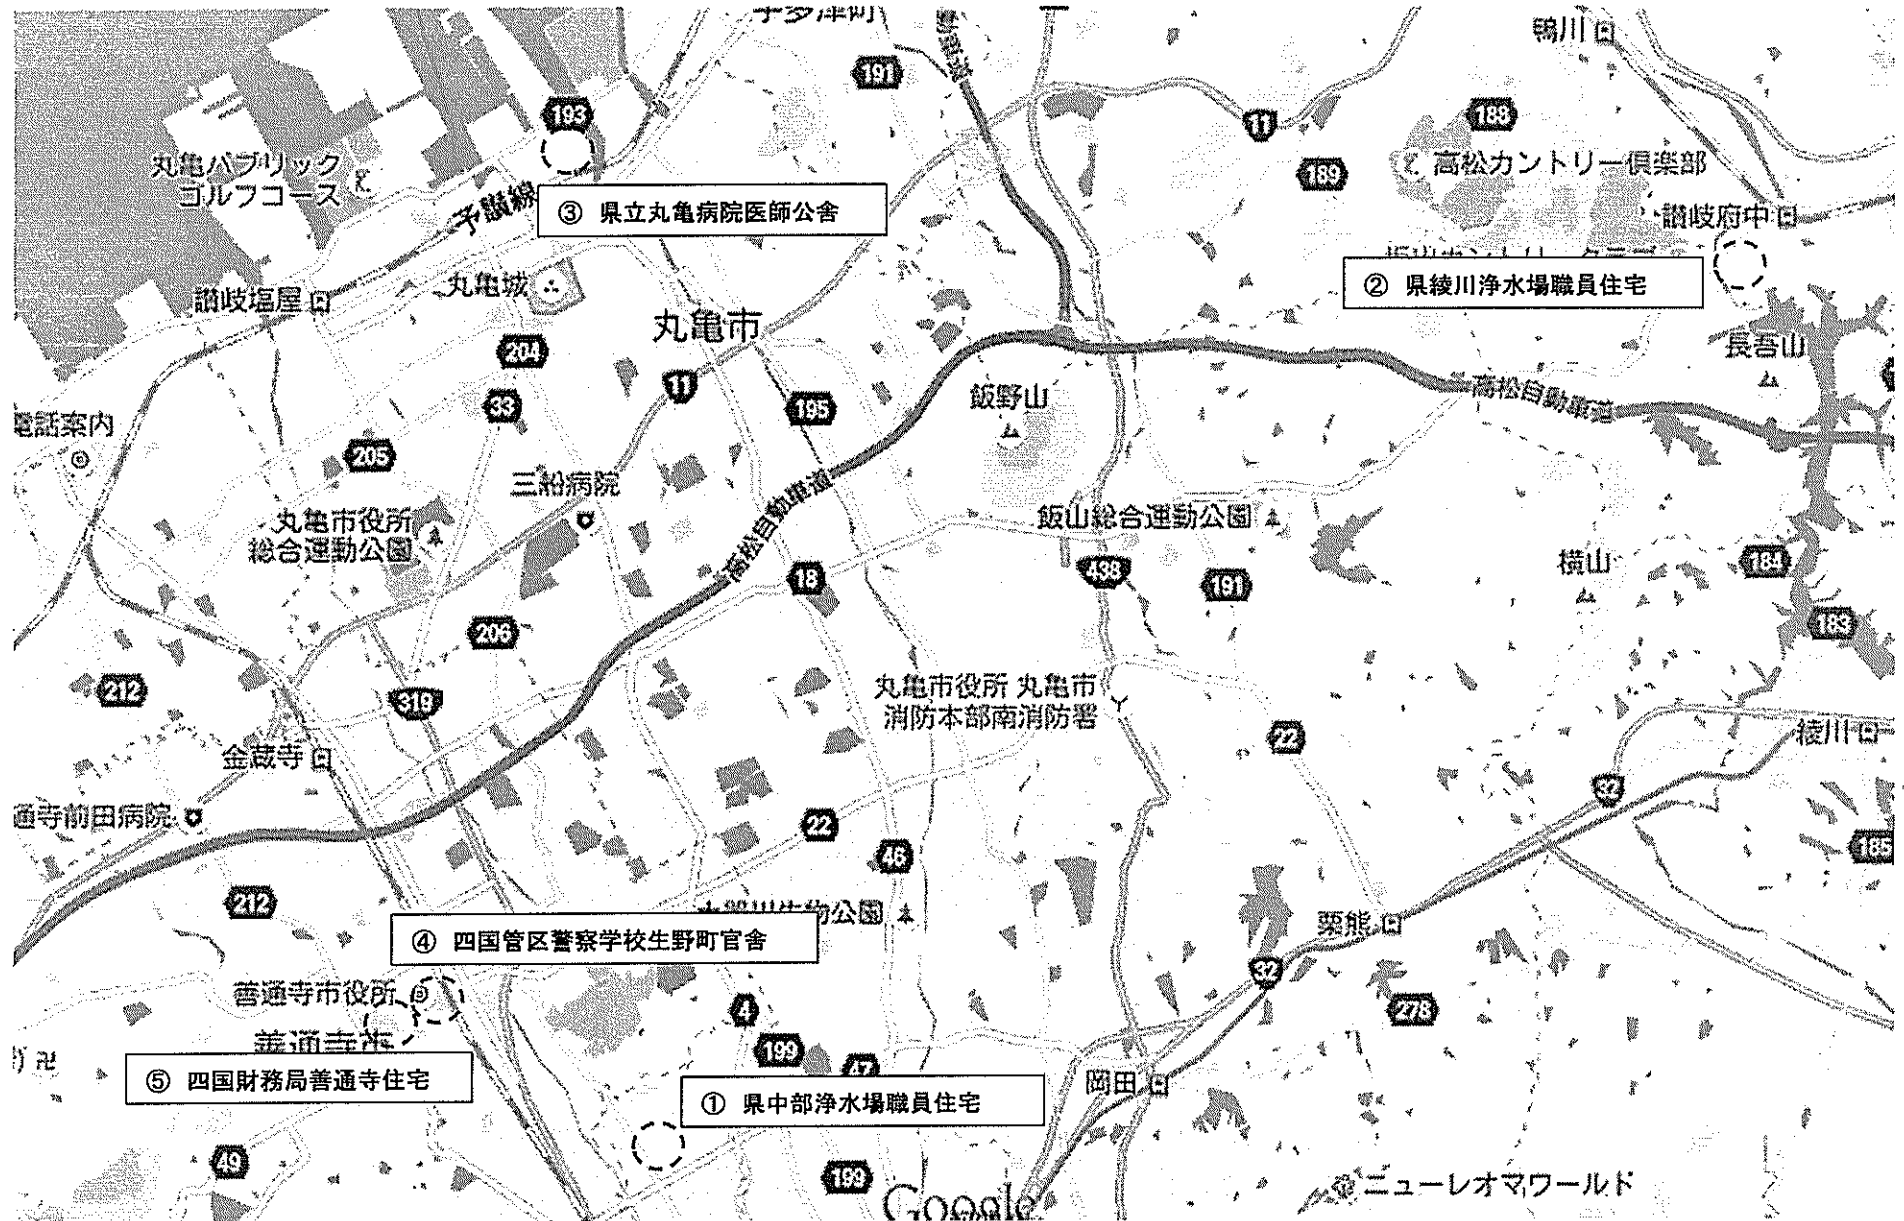 宇多津町
鴨川
191
193
11
188
丸亀パブリック
ゴルフコース
189
高松カントリー倶楽部
予讃線
③ 県立丸亀病院医師公舎
讃岐府中
② 県綾川浄水場職員住宅
丸亀城
讃岐塩屋
丸亀市
長吾山
204
11
33
195
飯野山
高松自動車道
電話案内
205
三船病院
丸亀市役所
総合運動公園
高松自動車道
飯山総合運動公園
18
438
191
横山
184
183
206
212
319
丸亀市役所 丸亀市
消防本部南消防署
22
綾川
金蔵寺
32
通寺前田病院
22
46
185
212
④ 四国管区警察学校生野町官舎
栗熊
32
善通寺市役所
4
278
善通寺市
199
47
⑤ 四国財務局善通寺住宅
岡田
① 県中部浄水場職員住宅
49
199
ニューレオマワールド
Google